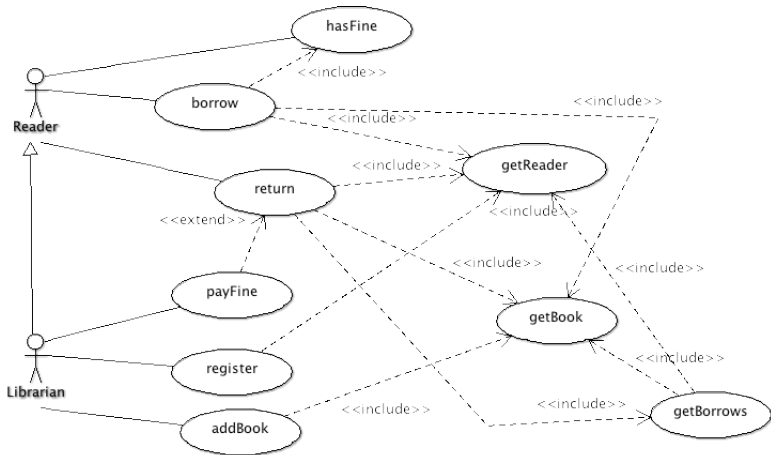 hasFine
<<include>>
borrow
<<include>>
<<include>>
Reader
getReader
<<include>>
return
<<extend>>
<<include>>
<<include>>
<<include>>
payFine
getBook
<<include>>
register
Librarian
<<include>>
<<include>>
getBorrows
addBook